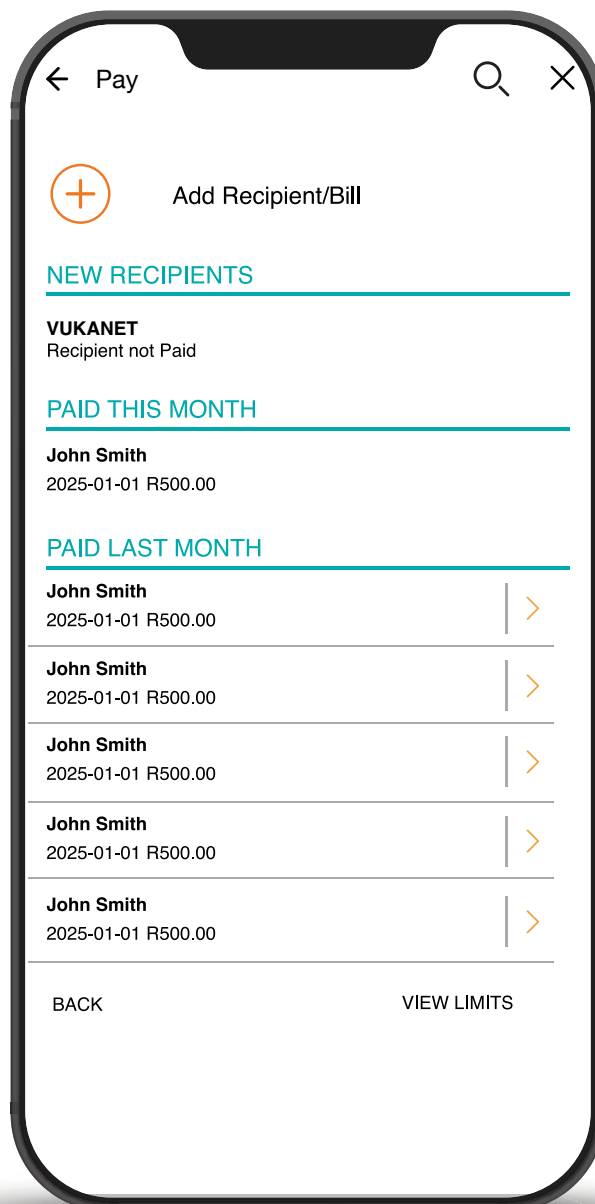 Pay
Add Recipient/Bill
NEW RECIPIENTS
VUKANET
Recipient not Paid
PAID THIS MONTH
John Smith
2025-01-01 R500.00
PAID LAST MONTH
John Smith
2025-01-01 R500.00
John Smith
2025-01-01 R500.00
John Smith
2025-01-01 R500.00
John Smith
2025-01-01 R500.00
John Smith
2025-01-01 R500.00
BACK VIEW LIMITS